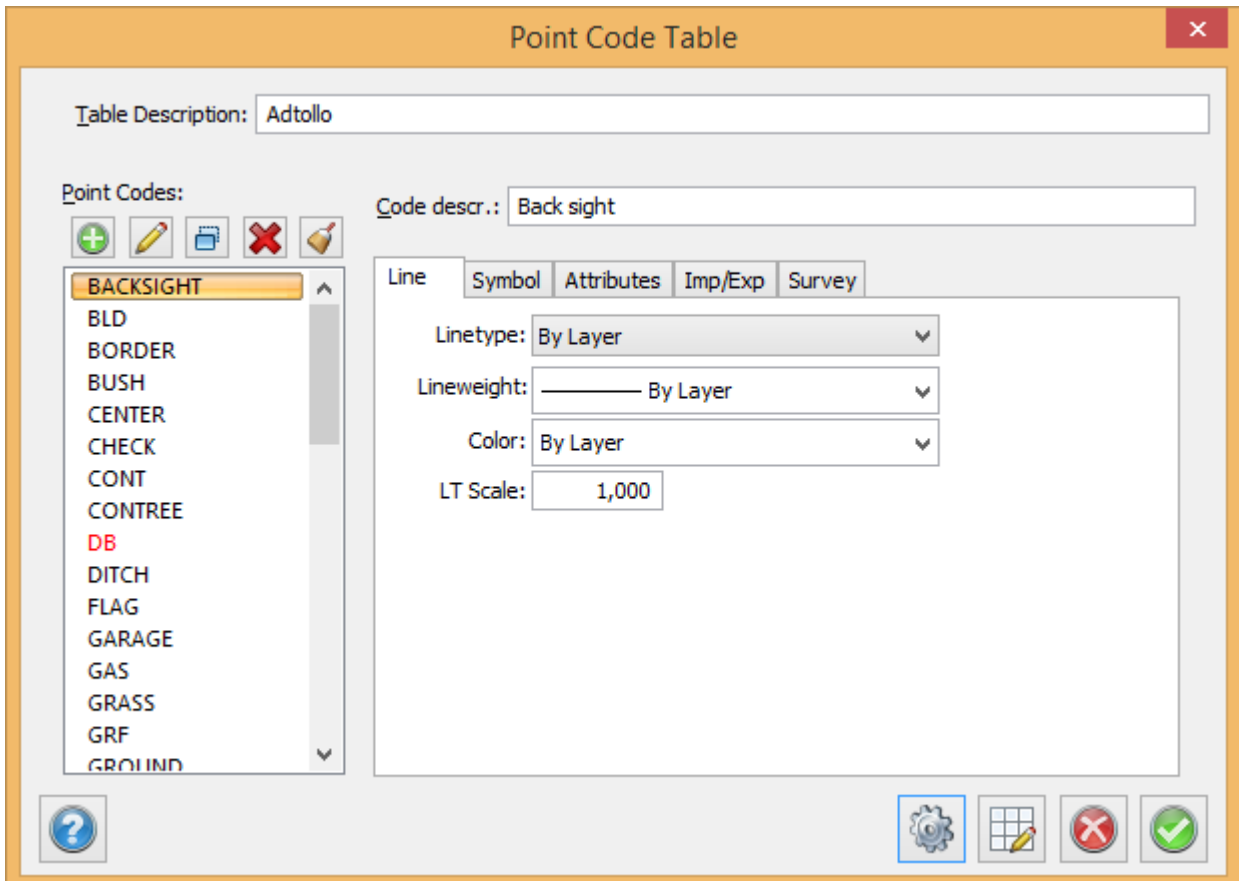 Point Code Table
Table Description: Adtollo
Point Codes:
Code descr.: Back sight
BACKSIGHT
BLD
BORDER
BUSH
CENTER
CHECK
CONT
CONTREE
DB
DITCH
FLAG
GARAGE
GAS
GRASS
GRF
GROUND
Line Symbol Attributes Imp/Exp Survey
Linetype: By Layer
Lineweight: By Layer
Color: By Layer
LT Scale: 1,000